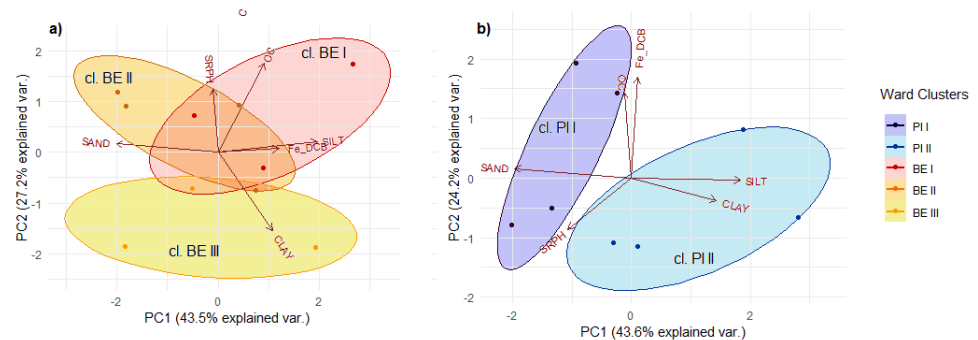 C
a)
cl. BE I
cl. BE II
cl. BE III
SRPH
OC
SAND
SILT
Fe_DCB
CLAY
2
1
0
-1
-2
-2
0
2
PC2 (27.2% explained var.)
PC1 (43.5% explained var.)
b)
Fe_DCB
OC
cl. PI I
cl. PI II
SAND
SILT
CLAY
SRPH
2
1
0
-1
-2
-2
0
2
PC2 (24.2% explained var.)
PC1 (43.6% explained var.)
Ward Clusters
PI I
PI II
BE I
BE II
BE III